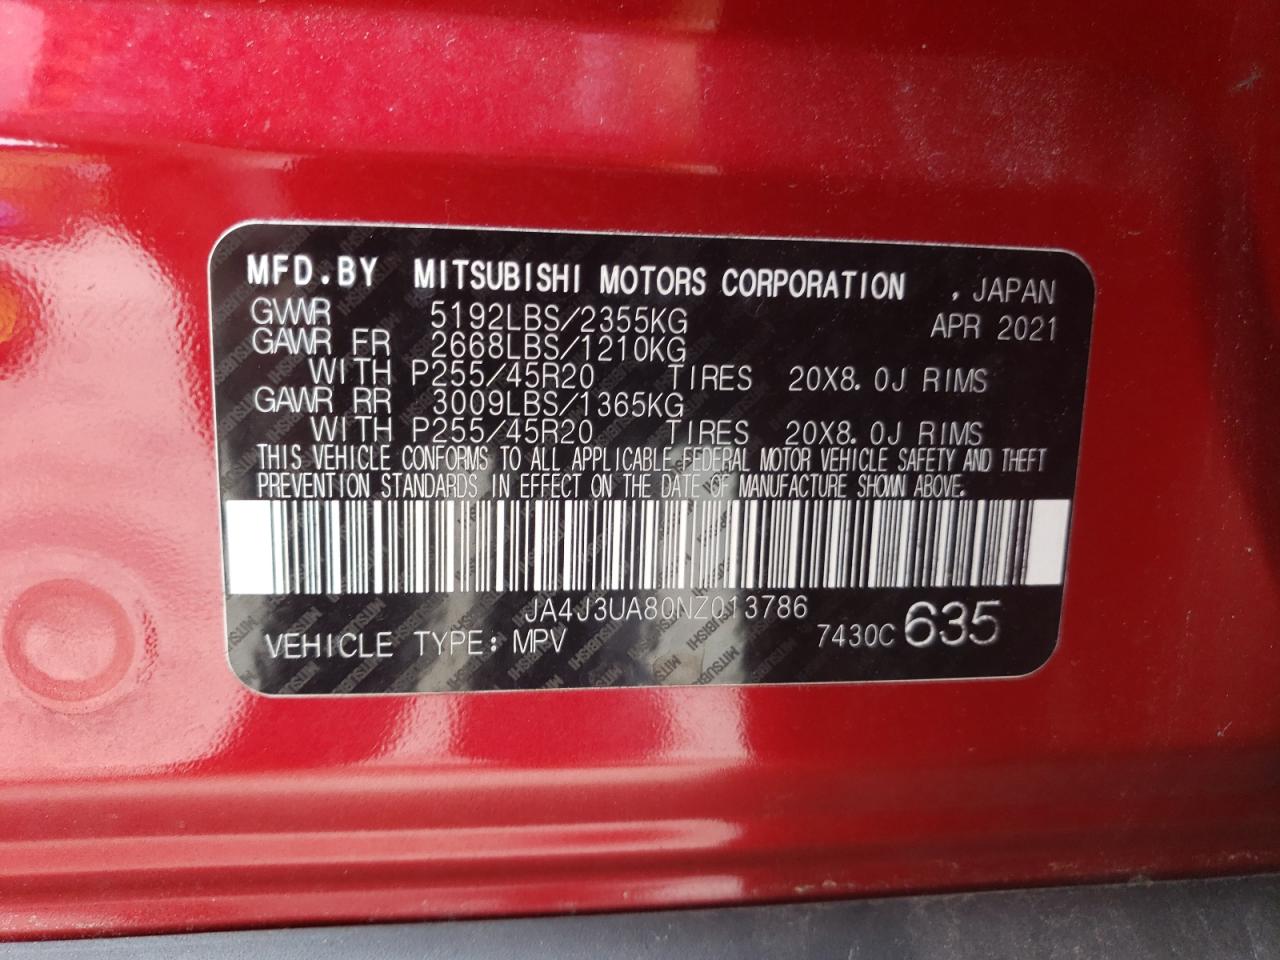 MFD.BY MITSUBISHI MOTORS CORPORATION , JAPAN
GVWR 5192LBS/2355KG APR 2021
GAWR FR 2668LBS/1210KG
WITH P255/45R20 TIRES 20X8.0J RIMS
GAWR RR 3009LBS/1365KG
WITH P255/45R20 TIRES 20X8.0J RIMS
THIS VEHICLE CONFORMS TO ALL APPLICABLE FEDERAL MOTOR VEHICLE SAFETY AND THEFT
PREVENTION STANDARDS IN EFFECT ON THE DATE OF MANUFACTURE SHOWN ABOVE.
JA4J3UA80NZ013786
VEHICLE TYPE: MPV 7430C 635